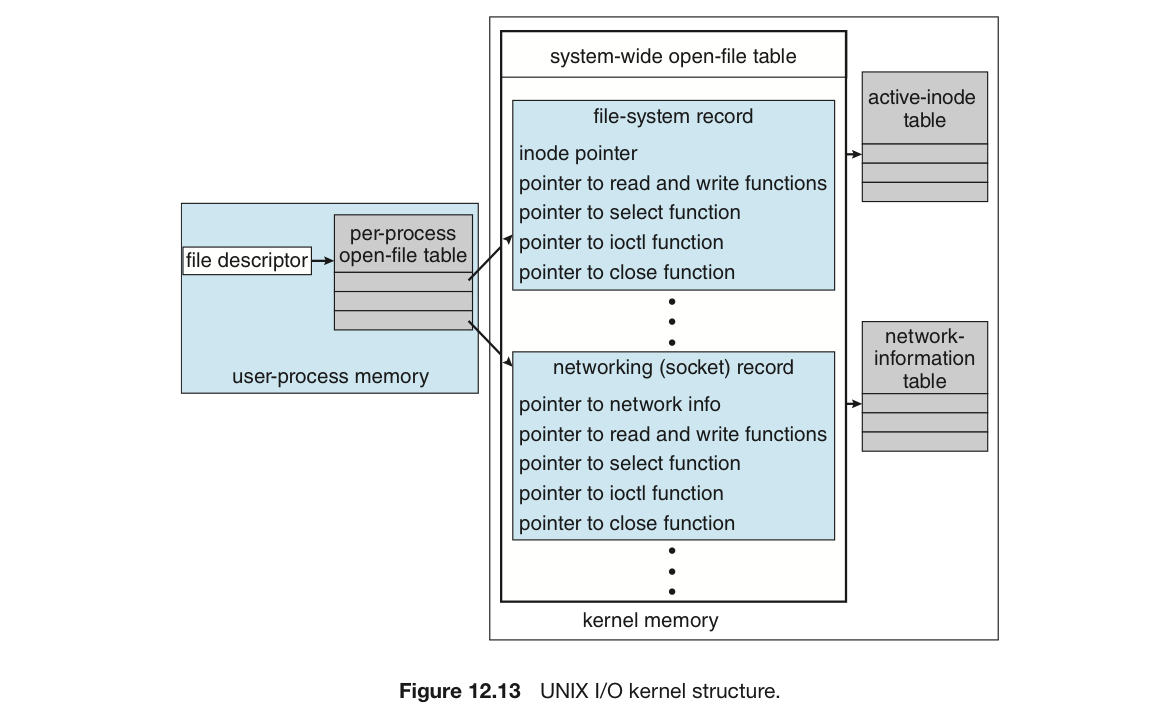 system-wide open-file table
file-system record
inode pointer
pointer to read and write functions
pointer to select function
pointer to ioctl function
pointer to close function
active-inode
table
file descriptor
per-process
open-file table
user-process memory
networking (socket) record
pointer to network info
pointer to read and write functions
pointer to select function
pointer to ioctl function
pointer to close function
network-
information
table
kernel memory
Figure 12.13 UNIX I/O kernel structure.